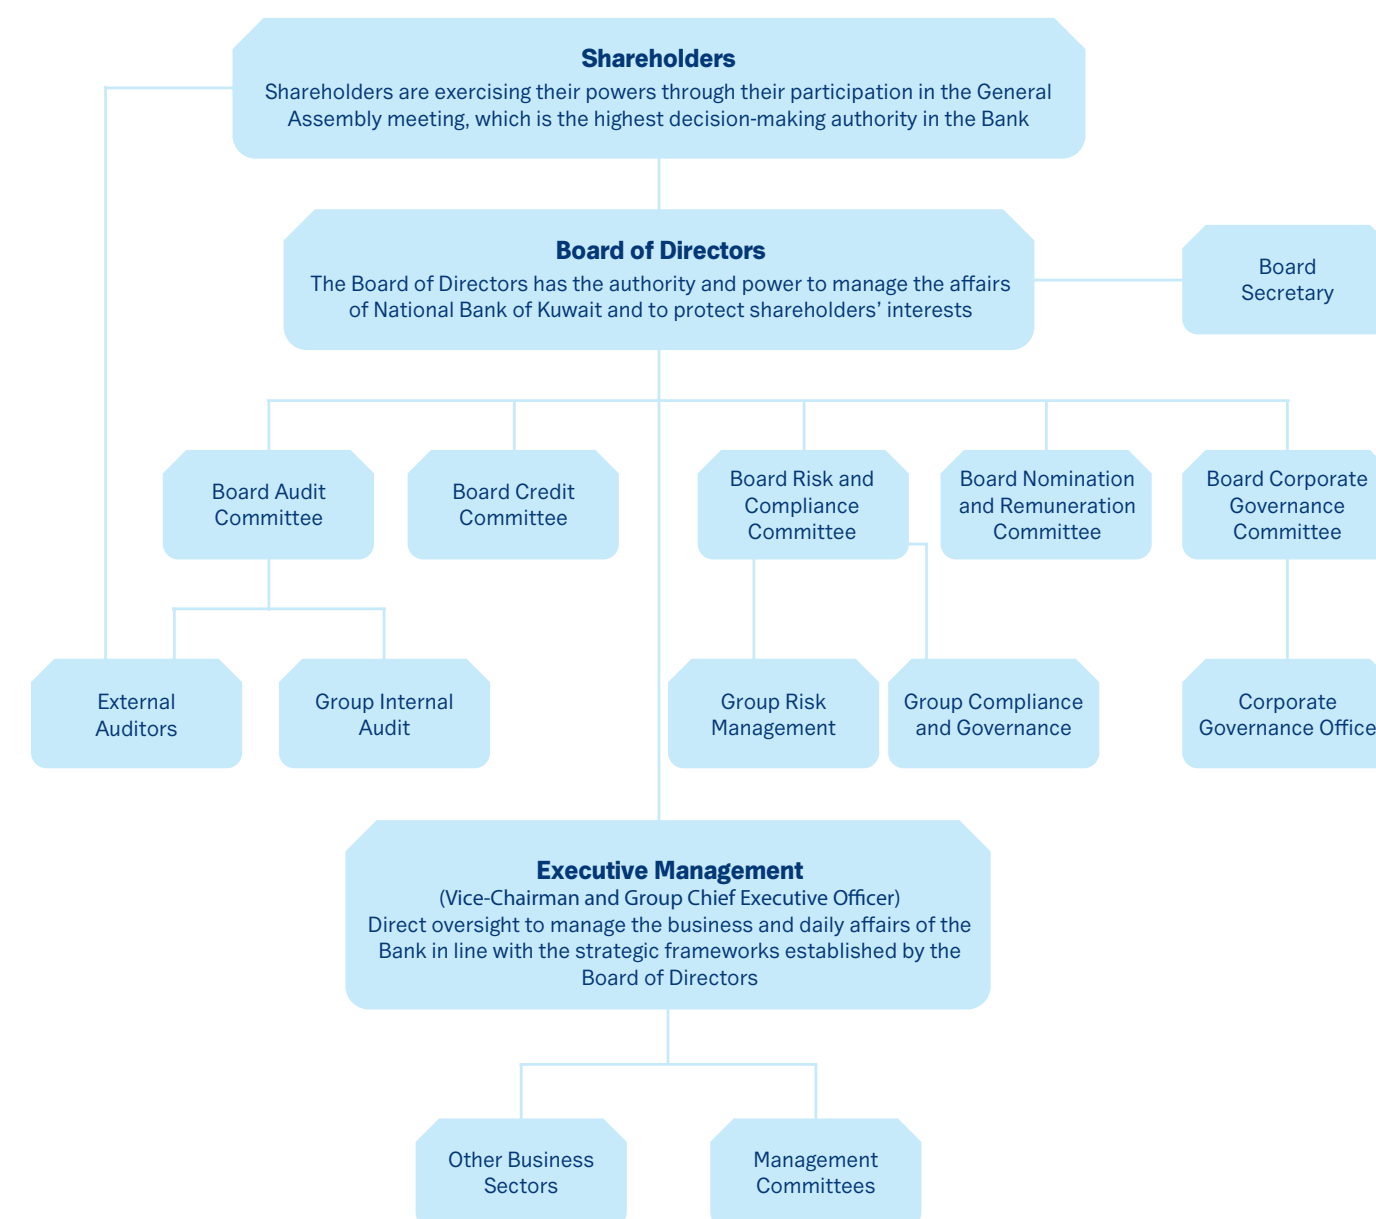 Shareholders
Shareholders are exercising their powers through their participation in the General
Assembly meeting, which is the highest decision-making authority in the Bank
Board of Directors
The Board of Directors has the authority and power to manage the affairs
of National Bank of Kuwait and to protect shareholders’ interests
Board
Secretary
Board Audit
Committee
Board Credit
Committee
Board Risk and
Compliance
Committee
Board Nomination
and Remuneration
Committee
Board Corporate
Governance
Committee
External
Auditors
Group Internal
Audit
Group Risk
Management
Group Compliance
and Governance
Corporate
Governance Office
Executive Management
(Vice-Chairman and Group Chief Executive Officer)
Direct oversight to manage the business and daily affairs of the
Bank in line with the strategic frameworks established by the
Board of Directors
Other Business
Sectors
Management
Committees